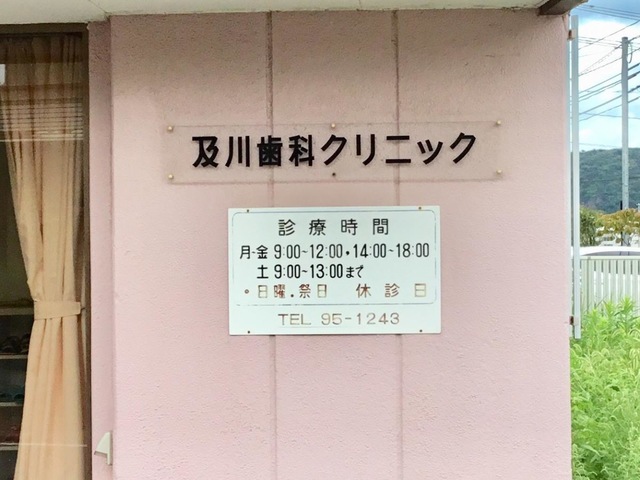 及川歯科クリニック
診療時間
月-金 9:00~12:00・14:00~18:00
土 9:00~13:00まで
・日曜・祭日 休診日
TEL 95-1243